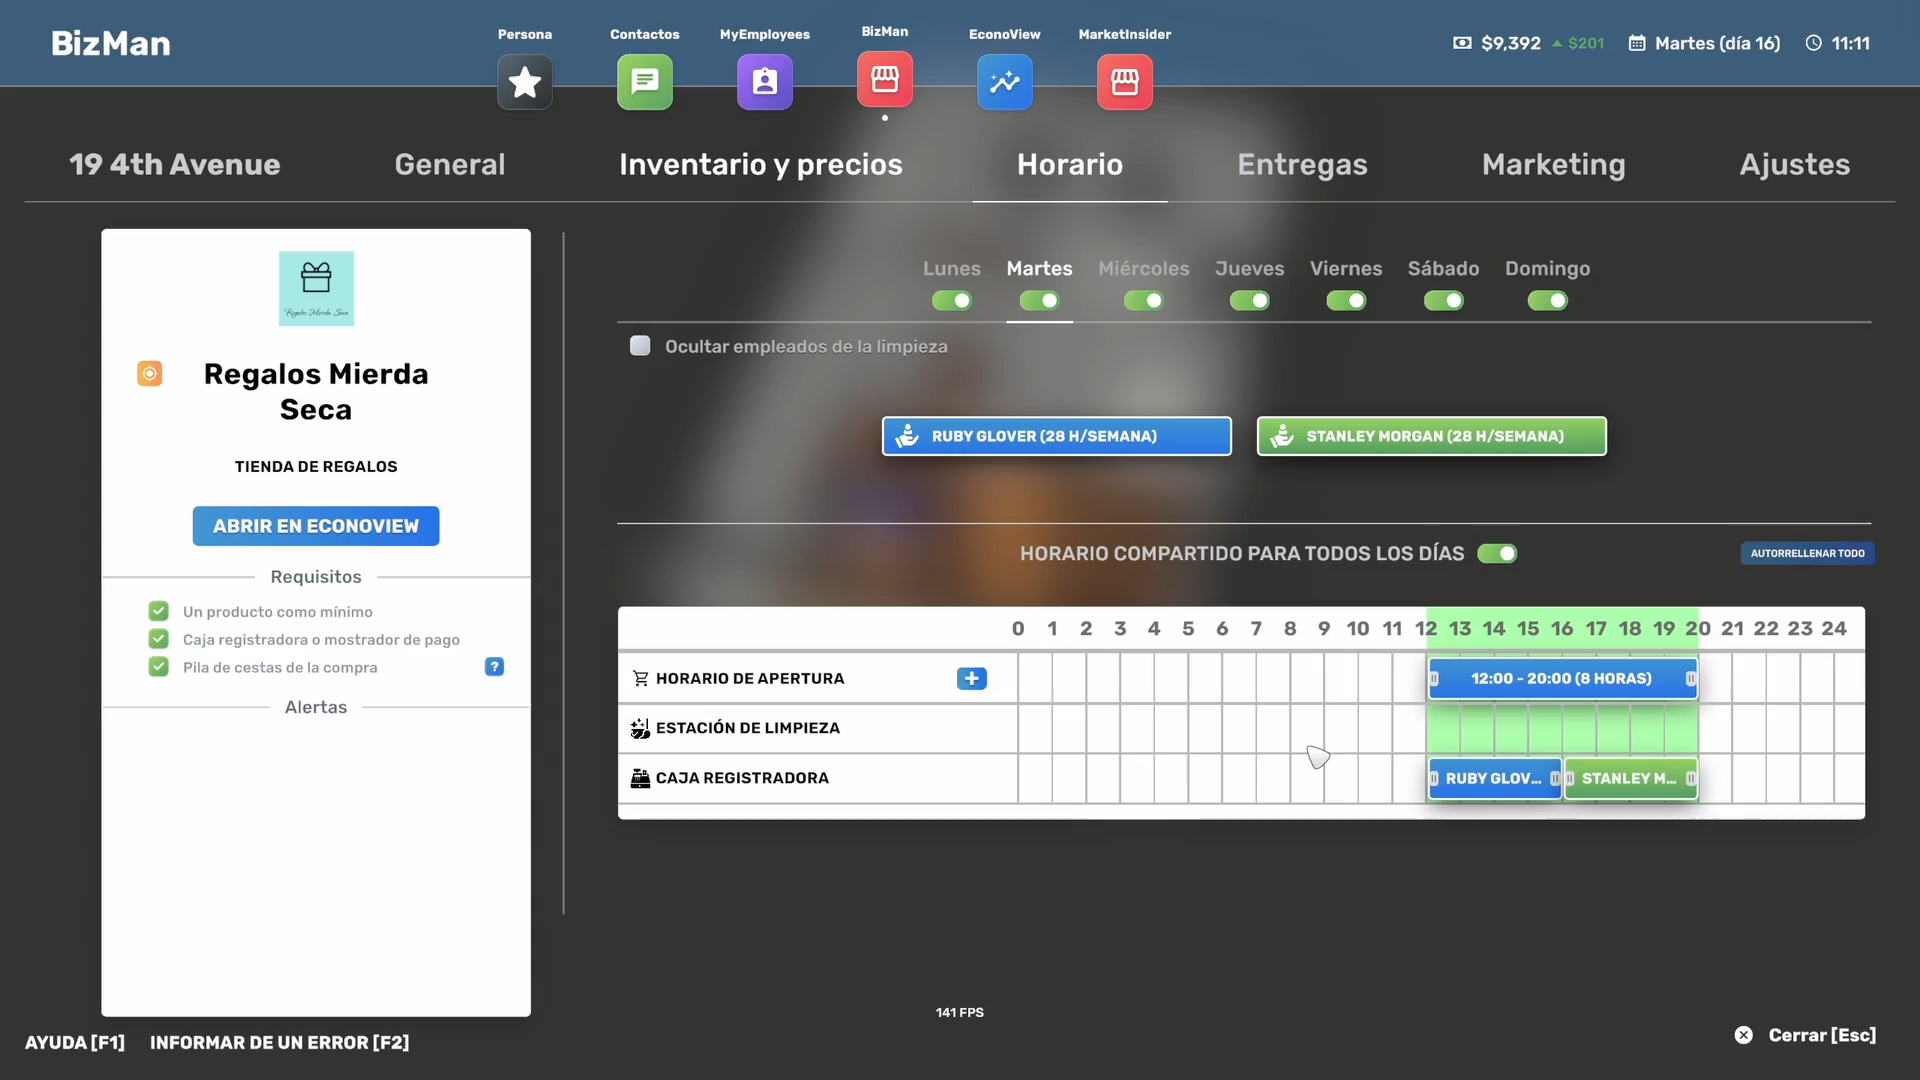 BizMan
Persona
Contactos
MyEmployees
BizMan
EconoView
MarketInsider
$9,392 $201
Martes (día 16)
11:11
19 4th Avenue
General
Inventario y precios
Horario
Entregas
Marketing
Ajustes
Regalos Mierda Seca
Regalos Mierda
Seca
TIENDA DE REGALOS
ABRIR EN ECONOVIEW
Requisitos
Un producto como mínimo
Caja registradora o mostrador de pago
Pila de cestas de la compra
?
Alertas
Lunes Martes Miércoles Jueves Viernes Sábado Domingo
Ocultar empleados de la limpieza
RUBY GLOVER (28 H/SEMANA)
STANLEY MORGAN (28 H/SEMANA)
HORARIO COMPARTIDO PARA TODOS LOS DÍAS
AUTORRELLENAR TODO
0 1 2 3 4 5 6 7 8 9 10 11 12 13 14 15 16 17 18 19 20 21 22 23 24
HORARIO DE APERTURA
12:00 - 20:00 (8 HORAS)
ESTACIÓN DE LIMPIEZA
CAJA REGISTRADORA
RUBY GLOV...
STANLEY M...
141 FPS
AYUDA [F1]
INFORMAR DE UN ERROR [F2]
Cerrar [Esc]